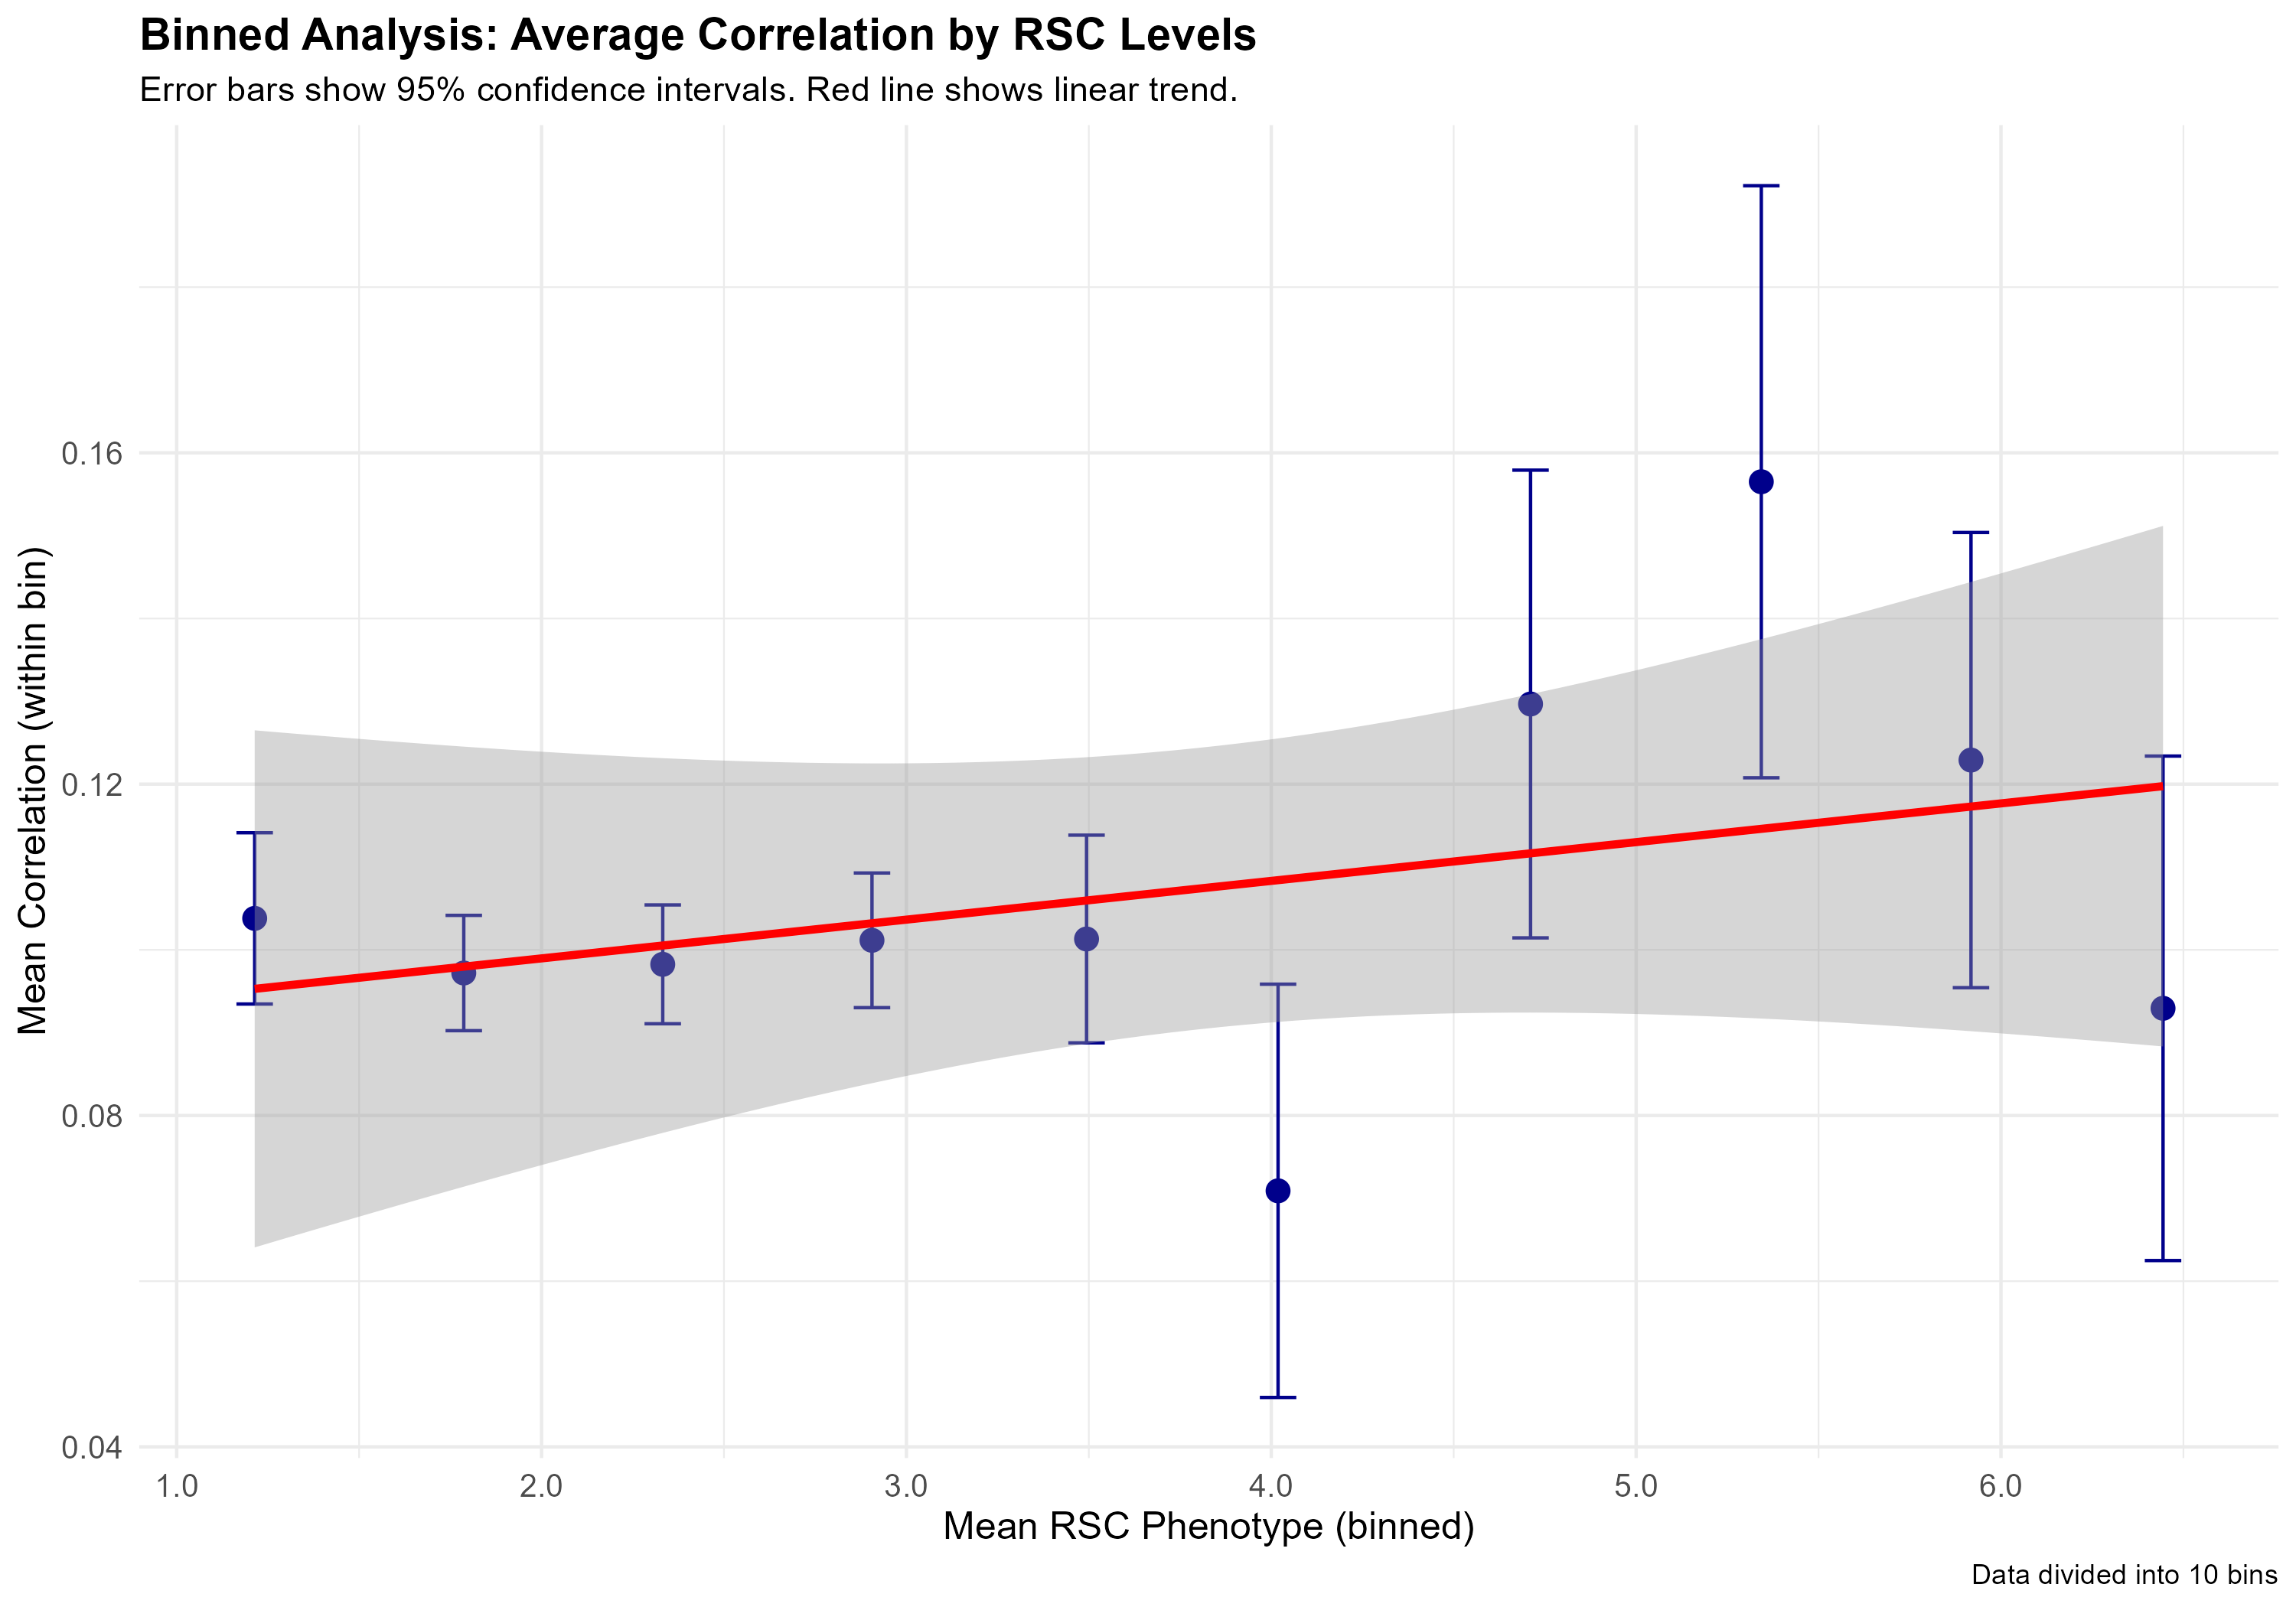 Binned Analysis: Average Correlation by RSC Levels
Error bars show 95% confidence intervals. Red line shows linear trend.
Mean Correlation (within bin)
0.16
0.12
0.08
0.04
1.0 2.0 3.0 4.0 5.0 6.0
Mean RSC Phenotype (binned)
Data divided into 10 bins